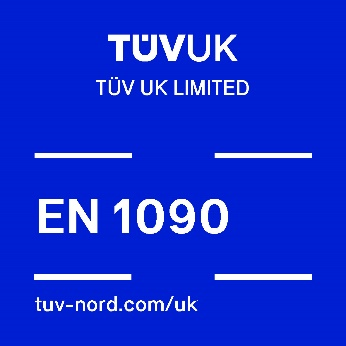 TÜVUK
TÜV UK LIMITED
EN 1090
tuv-nord.com/uk